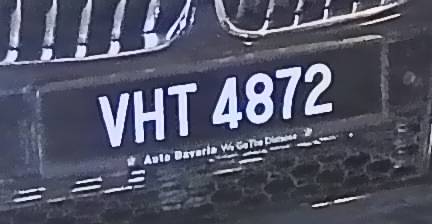 VHT 4872
Auto Bavaria We Go The Distance